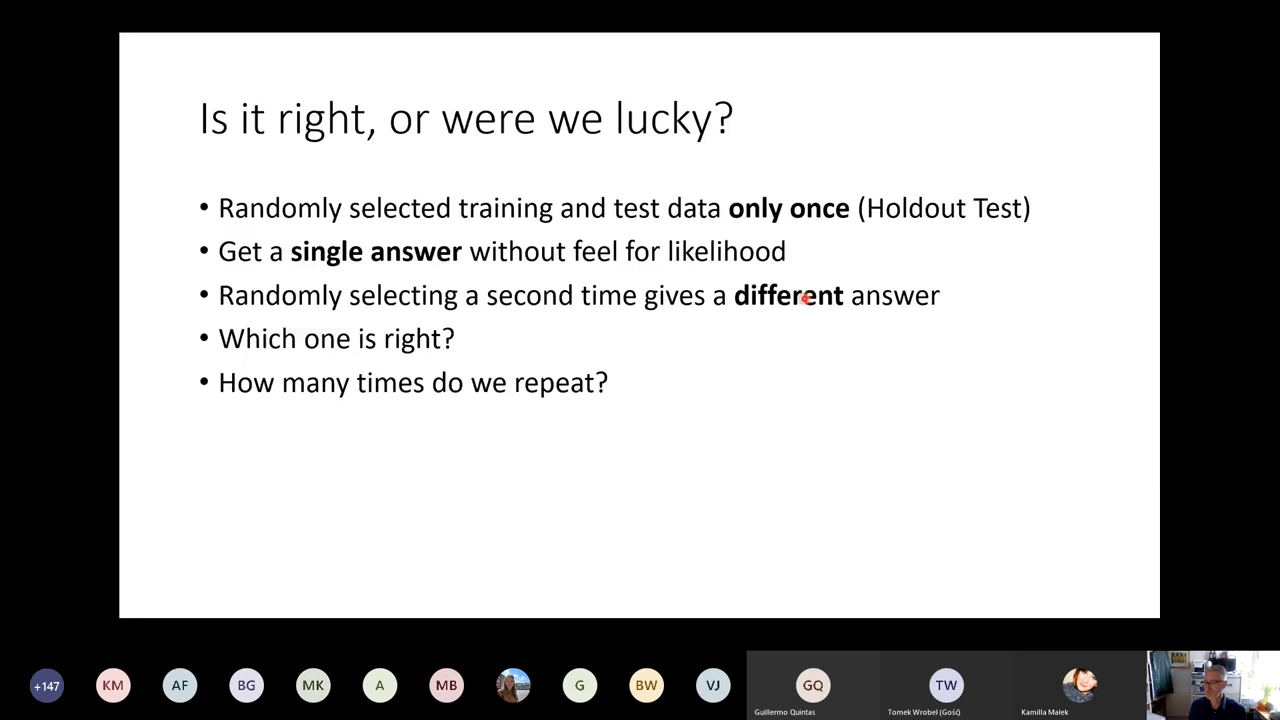 Is it right, or were we lucky?
• Randomly selected training and test data only once (Holdout Test)
• Get a single answer without feel for likelihood
• Randomly selecting a second time gives a different answer
• Which one is right?
• How many times do we repeat?
+147
KM
AF
BG
MK
A
MB
G
BW
VJ
GQ
TW
Guillermo Quintas
Tomek Wrobel (Gość)
Kamilla Małek